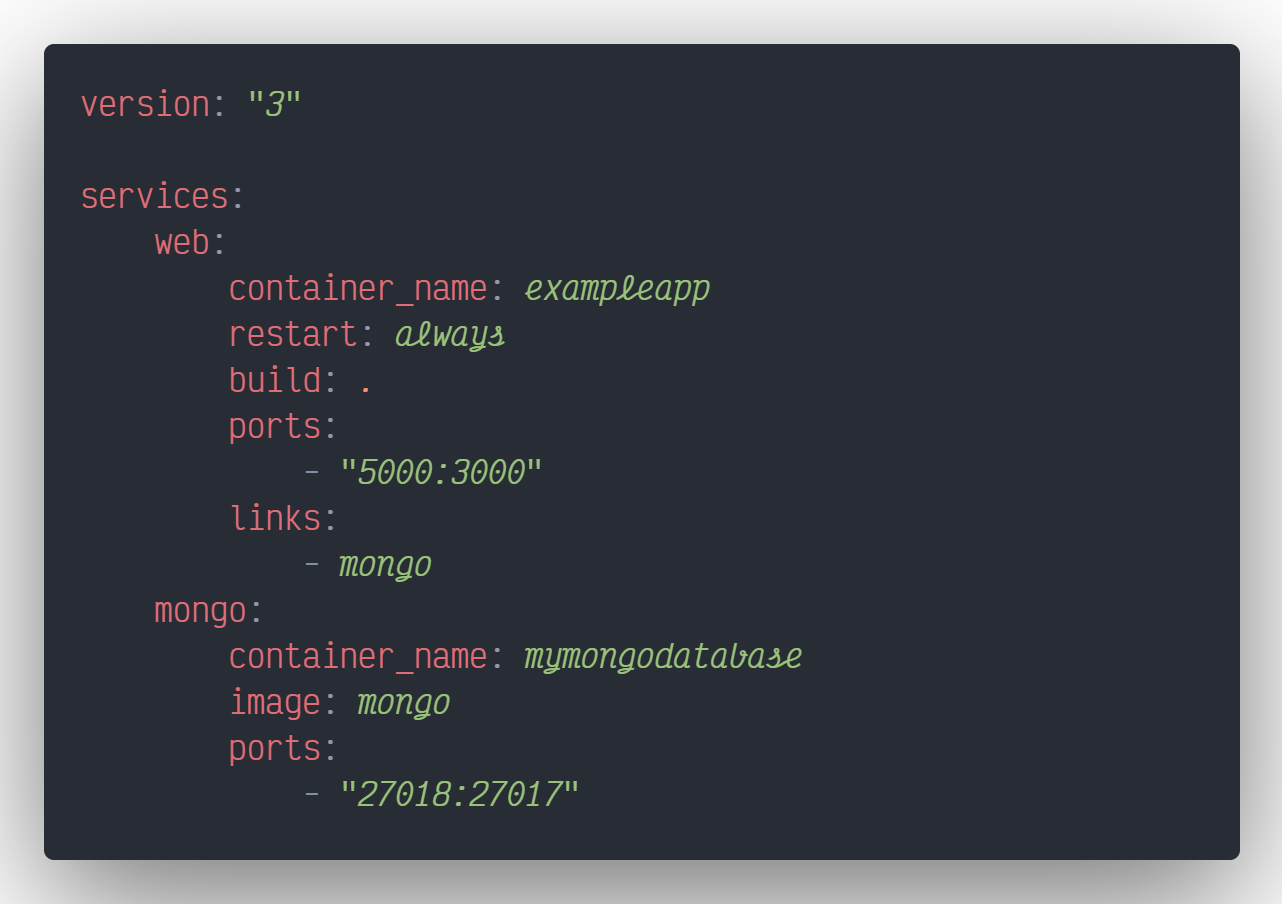 version: "3"

services:
    web:
        container_name: exampleapp
        restart: always
        build: .
        ports:
            - "5000:3000"
        links:
            - mongo
    mongo:
        container_name: mymongodatabase
        image: mongo
        ports:
            - "27018:27017"